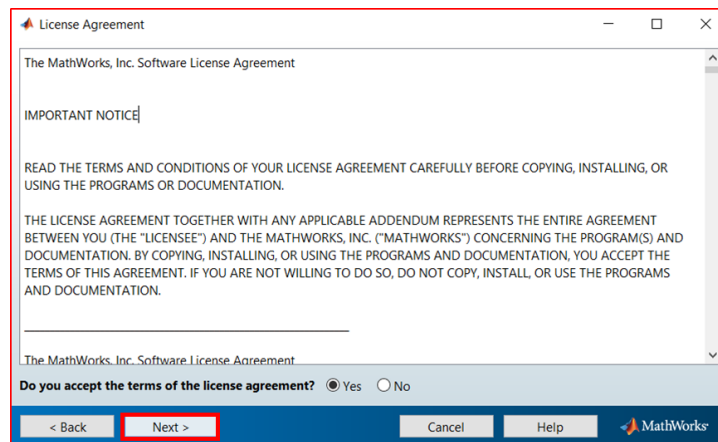 License Agreement
The MathWorks, Inc. Software License Agreement
IMPORTANT NOTICE
READ THE TERMS AND CONDITIONS OF YOUR LICENSE AGREEMENT CAREFULLY BEFORE COPYING, INSTALLING, OR
USING THE PROGRAMS OR DOCUMENTATION.
THE LICENSE AGREEMENT TOGETHER WITH ANY APPLICABLE ADDENDUM REPRESENTS THE ENTIRE AGREEMENT
BETWEEN YOU (THE "LICENSEE") AND THE MATHWORKS, INC. ("MATHWORKS") CONCERNING THE PROGRAM(S) AND
DOCUMENTATION. BY COPYING, INSTALLING, OR USING THE PROGRAMS AND DOCUMENTATION, YOU ACCEPT THE
TERMS OF THIS AGREEMENT. IF YOU ARE NOT WILLING TO DO SO, DO NOT COPY, INSTALL, OR USE THE PROGRAMS
AND DOCUMENTATION.
The MathWorks, Inc. Software License Agreement
Do you accept the terms of the license agreement? Yes No
< Back Next > Cancel Help MathWorks